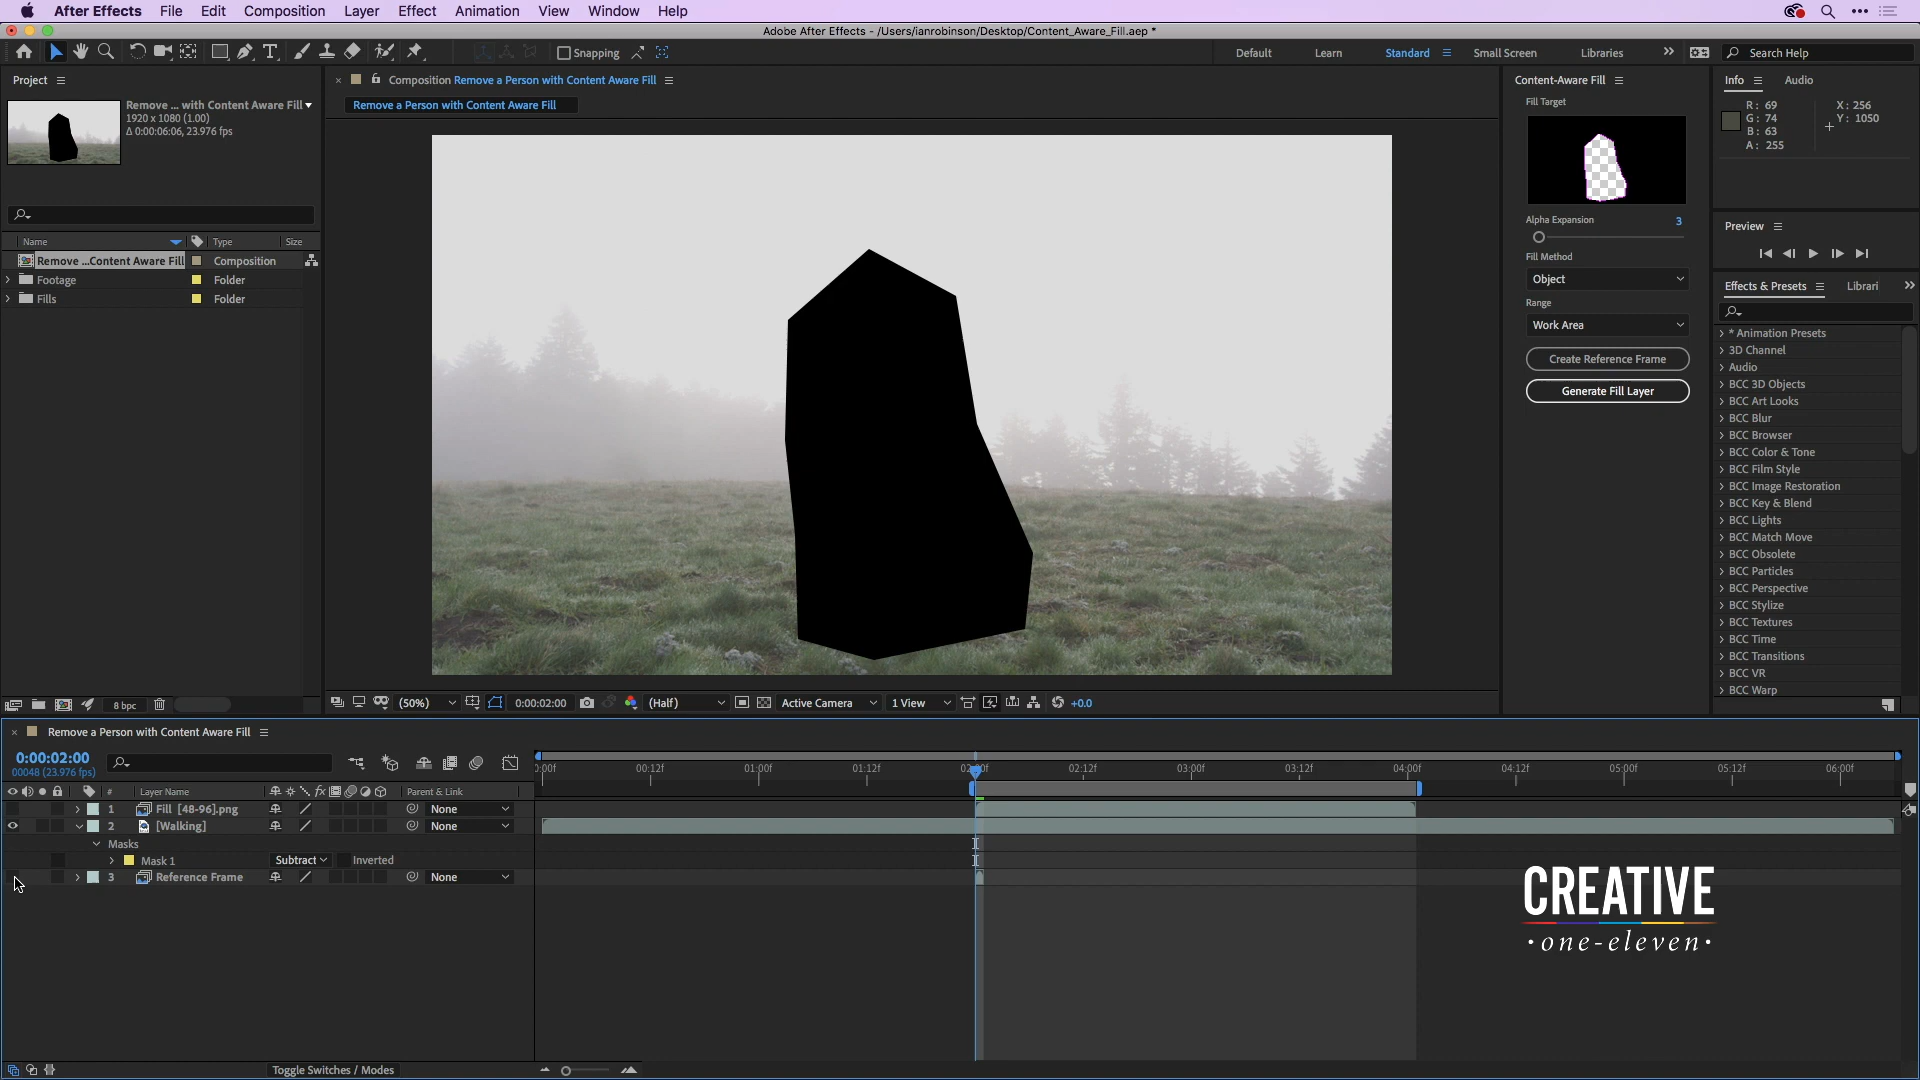 After Effects File Edit Composition Layer Effect Animation View Window Help
Adobe After Effects - /Users/ianrobinson/Desktop/Content_Aware_Fill.aep *
Snapping
Default Learn Standard Small Screen Libraries Search Help
Project
Remove ... with Content Aware Fill
1920 x 1080 (1.00)
Δ 0:00:06:06, 23.976 fps
Name Type Size
Remove ...Content Aware Fill Composition
Footage Folder
Fills Folder
8 bpc
Composition Remove a Person with Content Aware Fill
Remove a Person with Content Aware Fill
(50%) 0:00:02:00 (Half) Active Camera 1 View +0.0
Content-Aware Fill
Fill Target
Alpha Expansion 3
Fill Method
Object
Range
Work Area
Create Reference Frame
Generate Fill Layer
Info Audio
R: 69 X: 256
G: 74 Y: 1050
B: 63
A: 255
Preview
Effects & Presets Librari
* Animation Presets
3D Channel
Audio
BCC 3D Objects
BCC Art Looks
BCC Blur
BCC Browser
BCC Color & Tone
BCC Film Style
BCC Image Restoration
BCC Key & Blend
BCC Lights
BCC Match Move
BCC Obsolete
BCC Particles
BCC Perspective
BCC Stylize
BCC Textures
BCC Time
BCC Transitions
BCC VR
BCC Warp
Remove a Person with Content Aware Fill
0:00:02:00
00048 (23.976 fps)
:00f 00:12f 01:00f 01:12f 02:12f 03:00f 03:12f 04:00f 04:12f 05:00f 05:12f 06:00f
# Layer Name fx Parent & Link
1 Fill [48-96].png None
2 [Walking] None
Masks
Mask 1 Subtract Inverted
3 Reference Frame None
Toggle Switches / Modes
CREATIVE
·one-eleven·